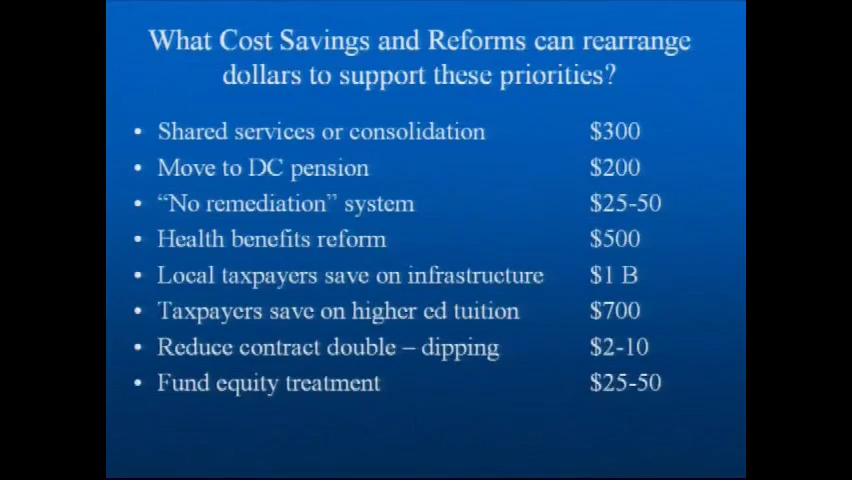 What Cost Savings and Reforms can rearrange
dollars to support these priorities?
• Shared services or consolidation $300
• Move to DC pension $200
• “No remediation” system $25-50
• Health benefits reform $500
• Local taxpayers save on infrastructure $1 B
• Taxpayers save on higher ed tuition $700
• Reduce contract double – dipping $2-10
• Fund equity treatment $25-50